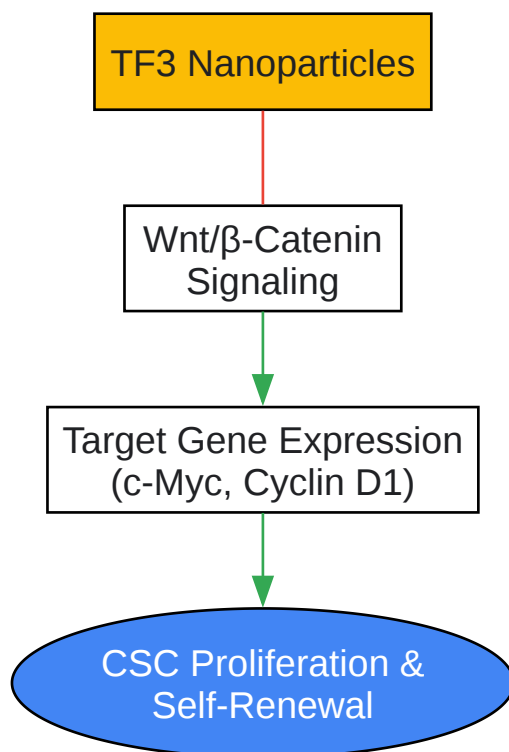 TF3 Nanoparticles
Wnt/β-Catenin
Signaling
Target Gene Expression
(c-Myc, Cyclin D1)
CSC Proliferation &
Self-Renewal